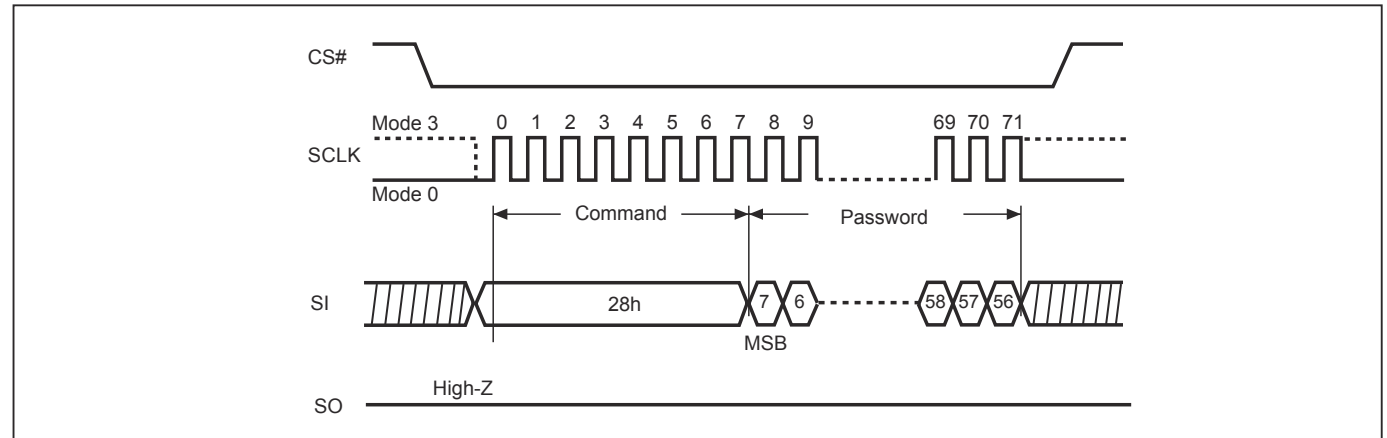 CS#
Mode 3
0 1 2 3 4 5 6 7 8 9 69 70 71
SCLK
Mode 0
Command
Password
SI
28h
7 6 58 57 56
MSB
High-Z
SO